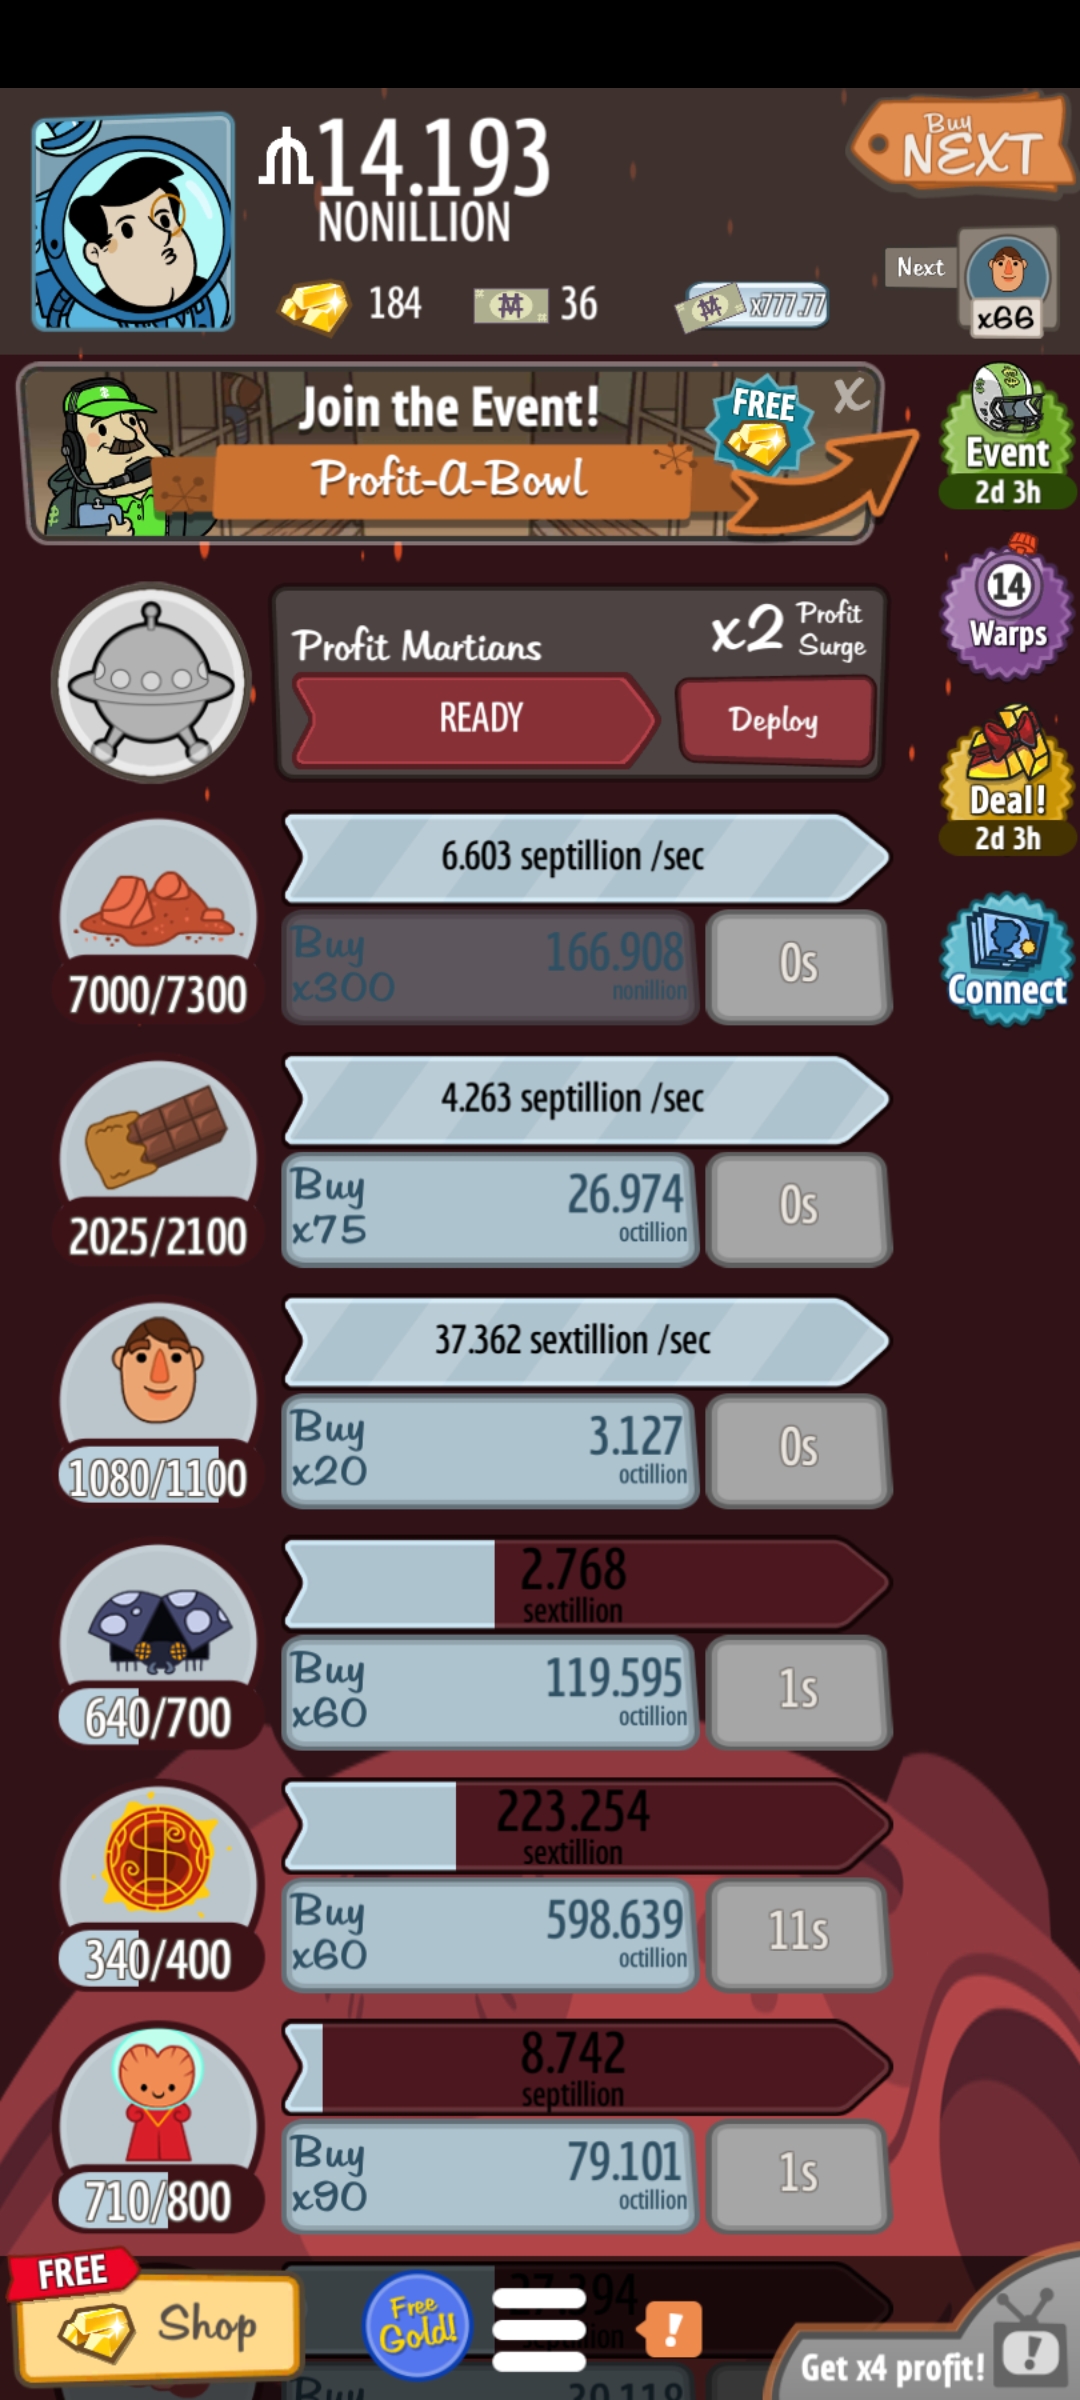 14.193
NONILLION
Buy
NEXT
184
36
x777.77
Next
x66
Join the Event!
FREE
X
Profit-A-Bowl
Event
2d 3h
14
Warps
Profit Martians
x2 Profit
Surge
READY
Deploy
Deal!
2d 3h
6.603 septillion /sec
Buy
x300
166.908
nonillion
0s
7000/7300
Connect
4.263 septillion /sec
Buy
x75
26.974
octillion
0s
2025/2100
37.362 sextillion /sec
Buy
x20
3.127
octillion
0s
1080/1100
2.768
sextillion
Buy
x60
119.595
octillion
1s
640/700
223.254
sextillion
Buy
x60
598.639
octillion
11s
340/400
8.742
septillion
Buy
x90
79.101
octillion
1s
710/800
FREE
Shop
Free
Gold!
!
Get x4 profit!
!
Buy